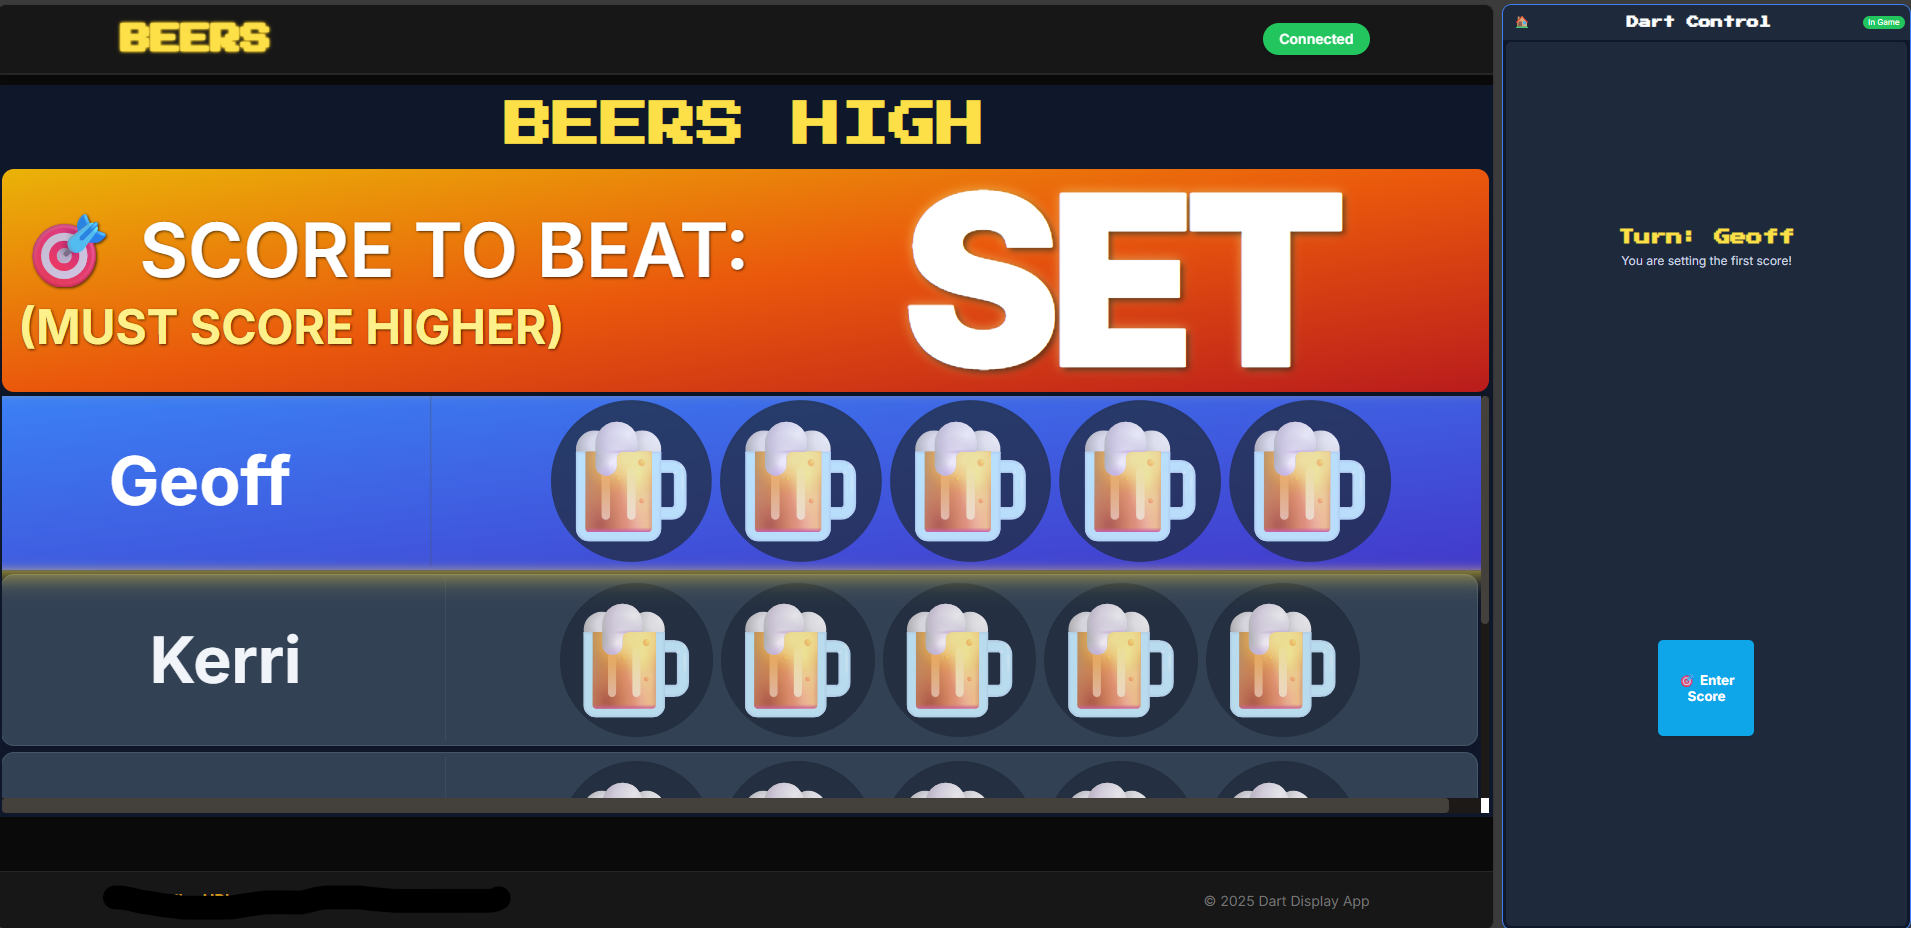 BEERS
Connected
BEERS HIGH
SCORE TO BEAT:
(MUST SCORE HIGHER)
SET
Geoff
Kerri
© 2025 Dart Display App
Dart Control
In Game
Turn: Geoff
You are setting the first score!
Enter
Score